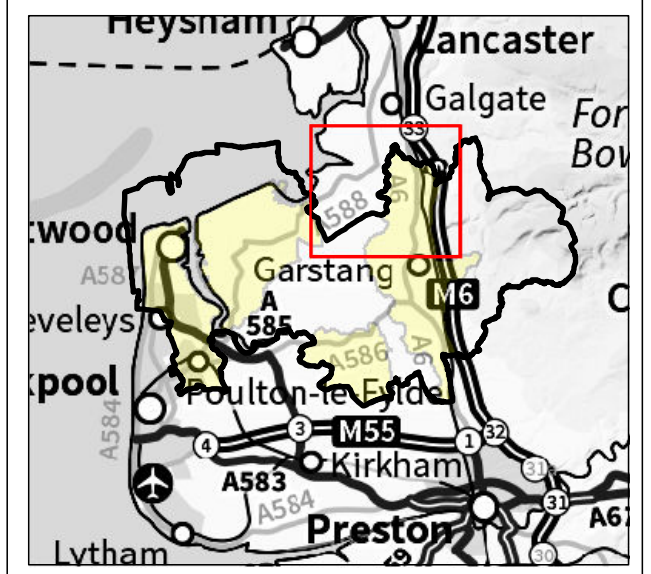 Heysham
Lancaster
Galgate
For
Bow
33
A6
A588
twood
A58
Garstang
A
585
M6
eveleys
C
A586
A6
kpool
Poulton-le-Fylde
A584
3
M55
1
32
4
Kirkham
31
A583
A584
31
A6
Preston
Lytham
30